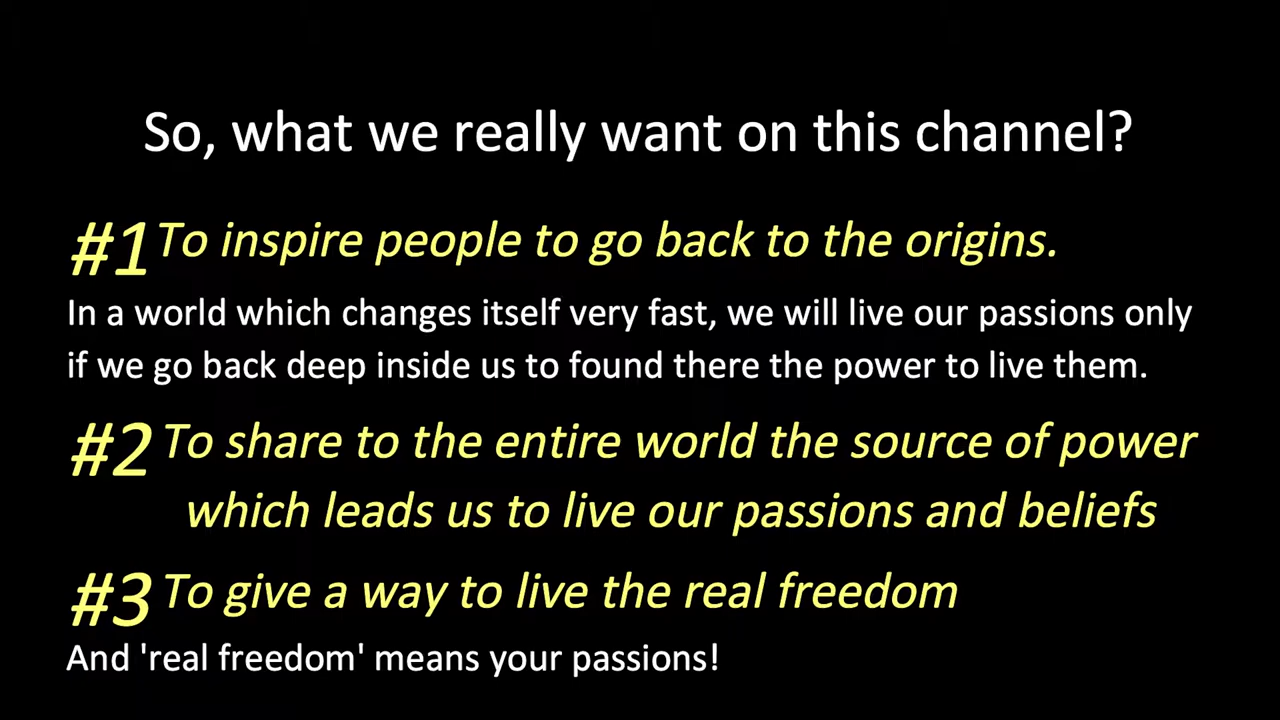 So, what we really want on this channel?
#1 To inspire people to go back to the origins.
In a world which changes itself very fast, we will live our passions only
if we go back deep inside us to found there the power to live them.
#2 To share to the entire world the source of power
which leads us to live our passions and beliefs
#3 To give a way to live the real freedom
And 'real freedom' means your passions!